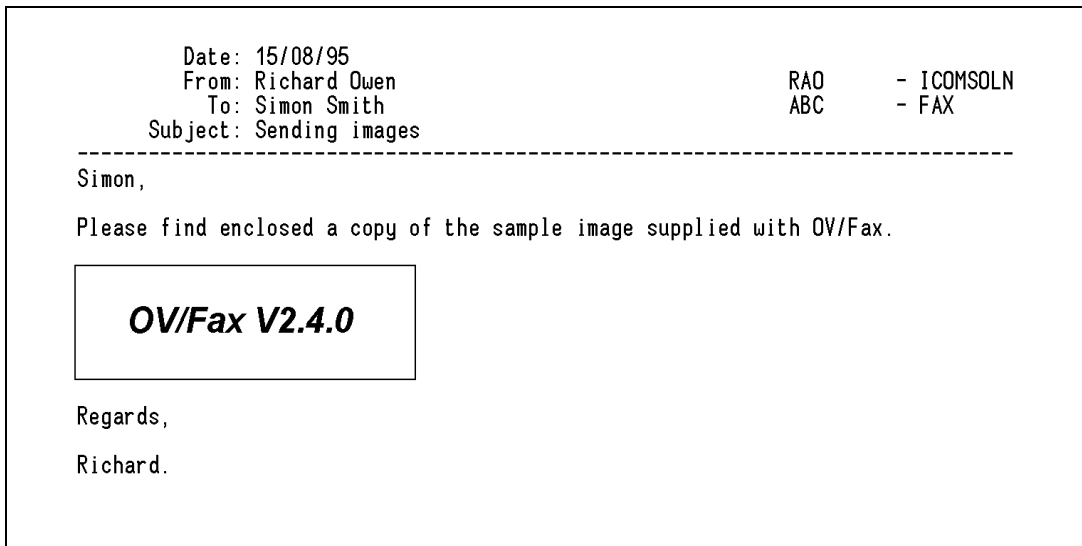 Date: 15/08/95
From: Richard Owen RAO - ICOMSOLN
To: Simon Smith ABC - FAX
Subject: Sending images
--------------------------------------------------------------------------------
Simon,
Please find enclosed a copy of the sample image supplied with OV/Fax.
OV/Fax V2.4.0
Regards,
Richard.